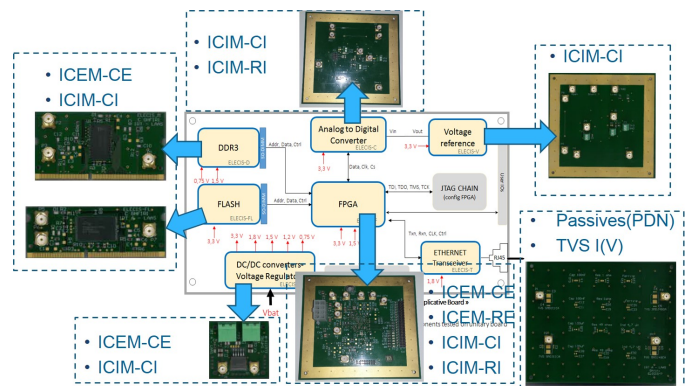 • ICIM-CI
• ICIM-RI
• ICEM-CE
• ICIM-CI
• ICIM-CI
DDR3
ELECIS-D
Addr, Data, Ctrl
0,75 V
1,5 V
Analog to Digital
Converter
ELECIS-C
Vin
Vout
3,3 V
Voltage
reference
ELECIS-V
3,3 V
Data, Clk, Cs
FLASH
ELECIS-FL
Addr, Data, Ctrl
3,3 V
FPGA
3,3 V
TDI, TDO, TMS, TCK
JTAG CHAIN
(config FPGA)
3,3 V
1,8 V
1,5 V
1,2 V
0,75 V
DC/DC converters+
Voltage Regulator
Vbat
Txn, Rxn, CLK, Ctrl
ETHERNET
Transceiver
ELECIS-T
1,8 V
RJ45
• Passives(PDN)
• TVS I(V)
• ICEM-CE
• ICIM-CI
• ICEM-CE
• ICEM-RE
• ICIM-CI
• ICIM-RI